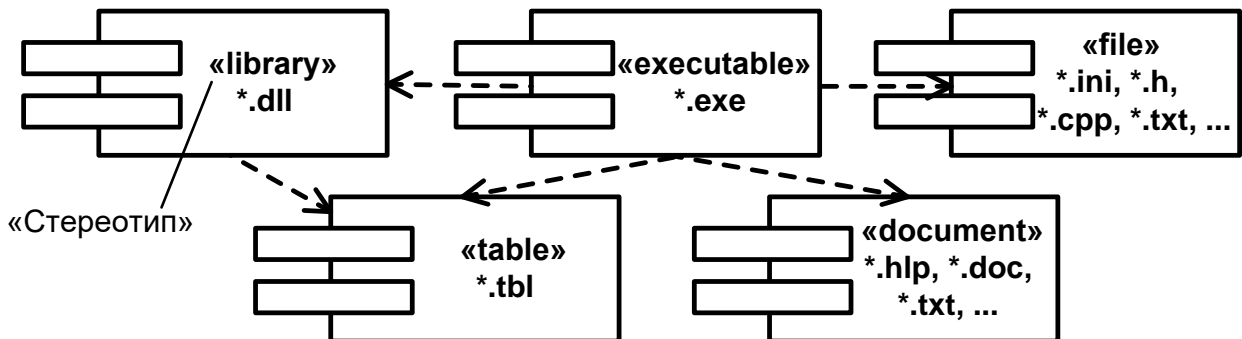 «library»
*.dll
«executable»
*.exe
«file»
*.ini, *.h,
*.cpp, *.txt, ...
«Стереотип»
«table»
*.tbl
«document»
*.hlp, *.doc,
*.txt, ...